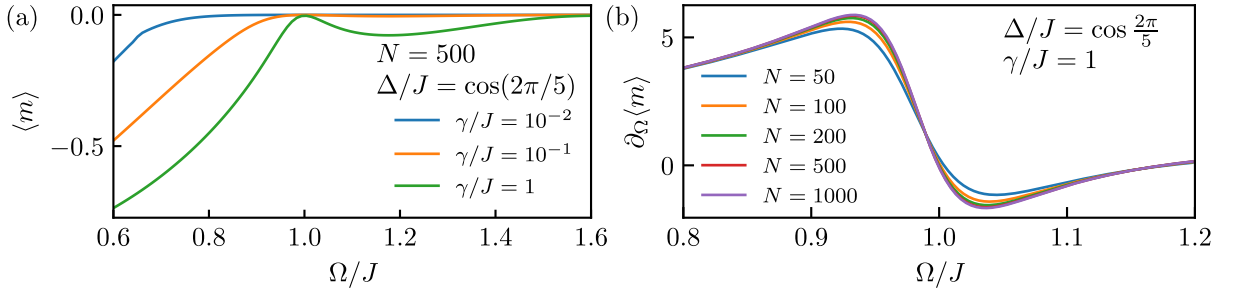 (a)
0.0
−0.5
⟨m⟩
N = 500
Δ/J = cos(2π/5)
γ/J = 10⁻²
γ/J = 10⁻¹
γ/J = 1
0.6 0.8 1.0 1.2 1.4 1.6
Ω/J
(b)
5
0
∂_Ω⟨m⟩
Δ/J = cos 2π/5
γ/J = 1
N = 50
N = 100
N = 200
N = 500
N = 1000
0.8 0.9 1.0 1.1 1.2
Ω/J